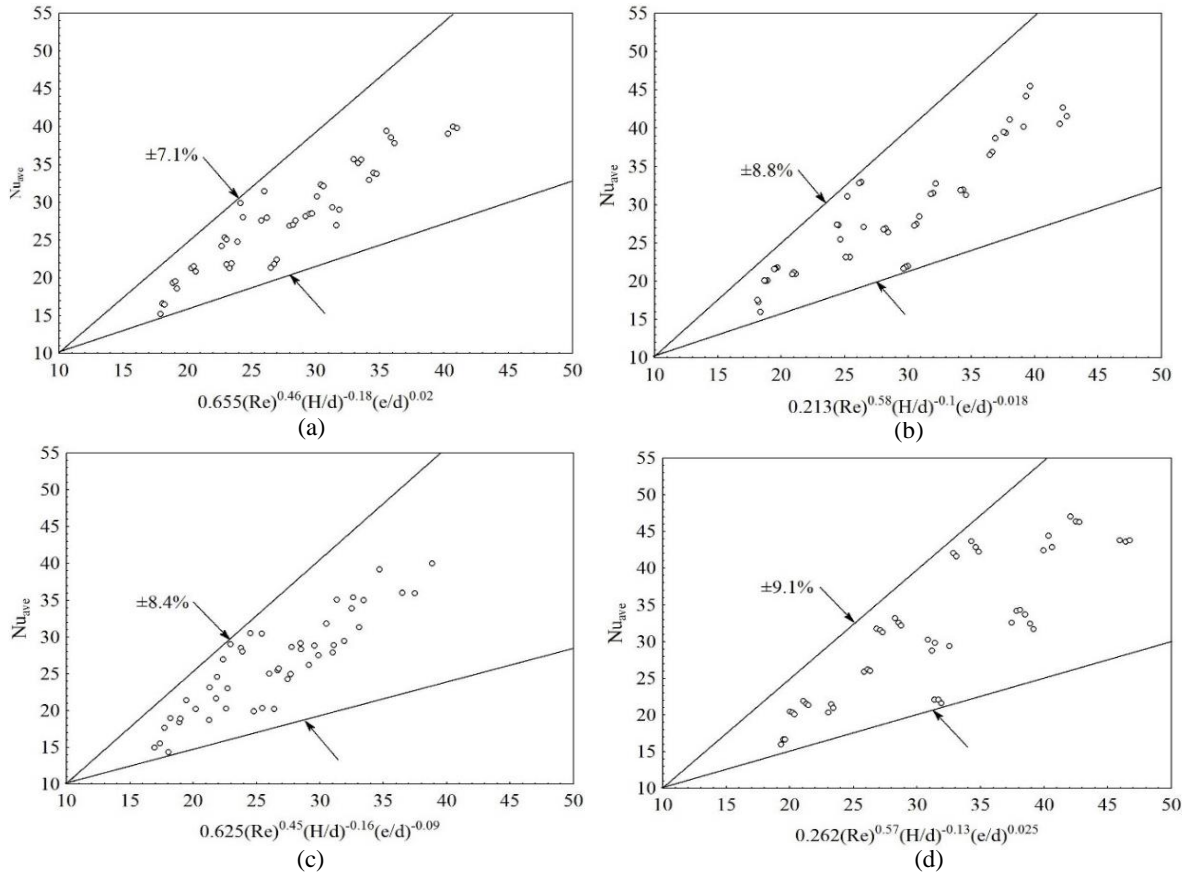 55
50
45
40
35
30
25
20
15
10
Nu_ave
±7.1%
10 15 20 25 30 35 40 45 50
0.655(Re)^0.46(H/d)^-0.18(e/d)^0.02
(a)
55
50
45
40
35
30
25
20
15
10
Nu_ave
±8.8%
10 15 20 25 30 35 40 45 50
0.213(Re)^0.58(H/d)^-0.1(e/d)^-0.018
(b)
55
50
45
40
35
30
25
20
15
10
Nu_ave
±8.4%
10 15 20 25 30 35 40 45 50
0.625(Re)^0.45(H/d)^-0.16(e/d)^-0.09
(c)
55
50
45
40
35
30
25
20
15
10
Nu_ave
±9.1%
10 15 20 25 30 35 40 45 50
0.262(Re)^0.57(H/d)^-0.13(e/d)^0.025
(d)